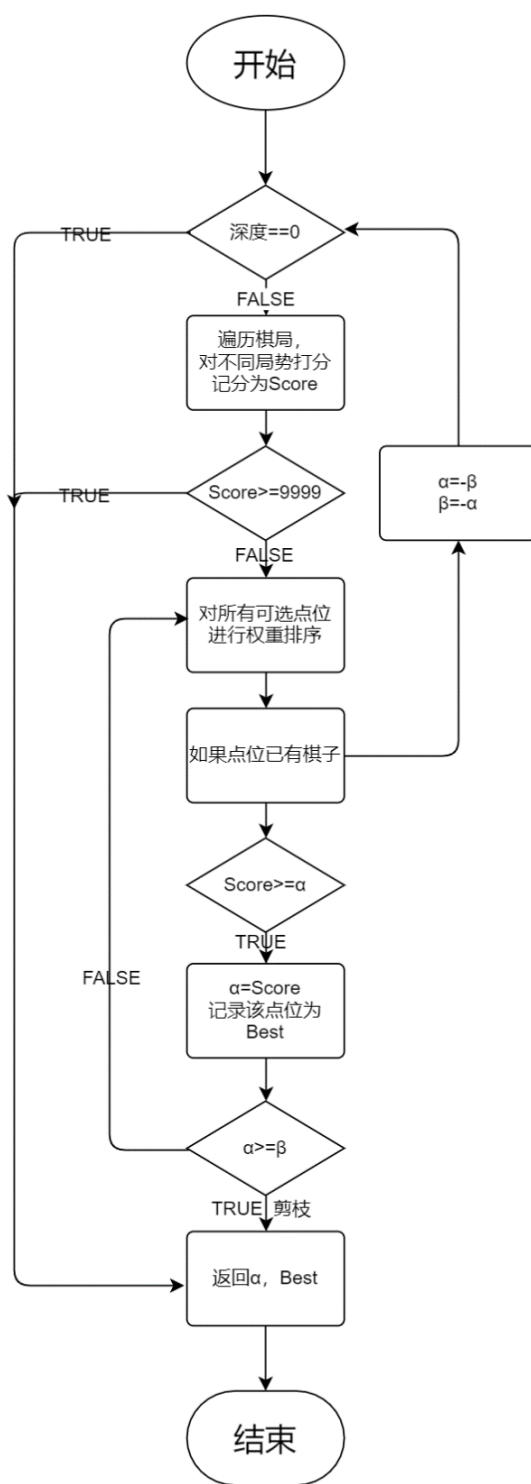 开始
深度==0
TRUE
FALSE
遍历棋局，
对不同局势打分
记分为Score
Score>=9999
TRUE
α=-β
β=-α
FALSE
对所有可选点位
进行权重排序
如果点位已有棋子
Score>=α
TRUE
FALSE
α=Score
记录该点位为
Best
α>=β
TRUE 剪枝
返回α，Best
结束